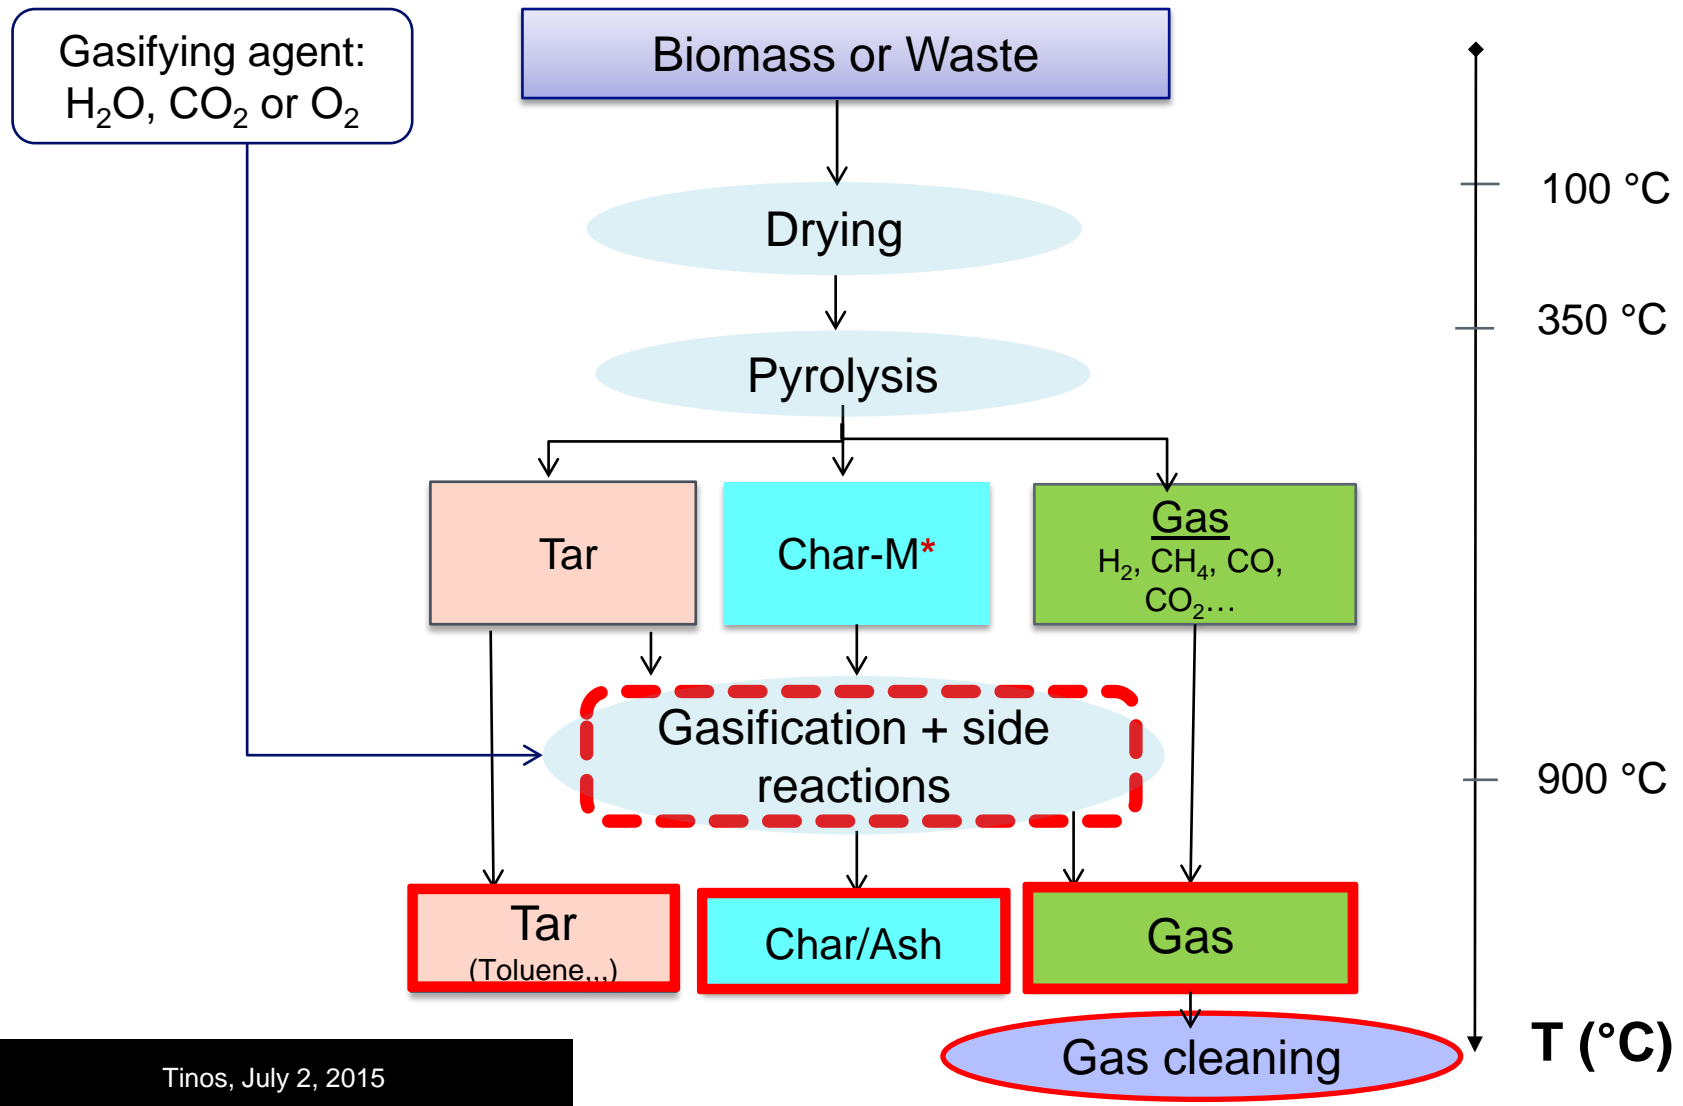 Gasifying agent:
H₂O, CO₂ or O₂
Biomass or Waste
100 °C
Drying
350 °C
Pyrolysis
Tar
Char-M*
Gas
H₂, CH₄, CO,
CO₂…
Gasification + side
reactions
900 °C
Tar
(Toluene,,,)
Char/Ash
Gas
Gas cleaning
T (°C)
Tinos, July 2, 2015